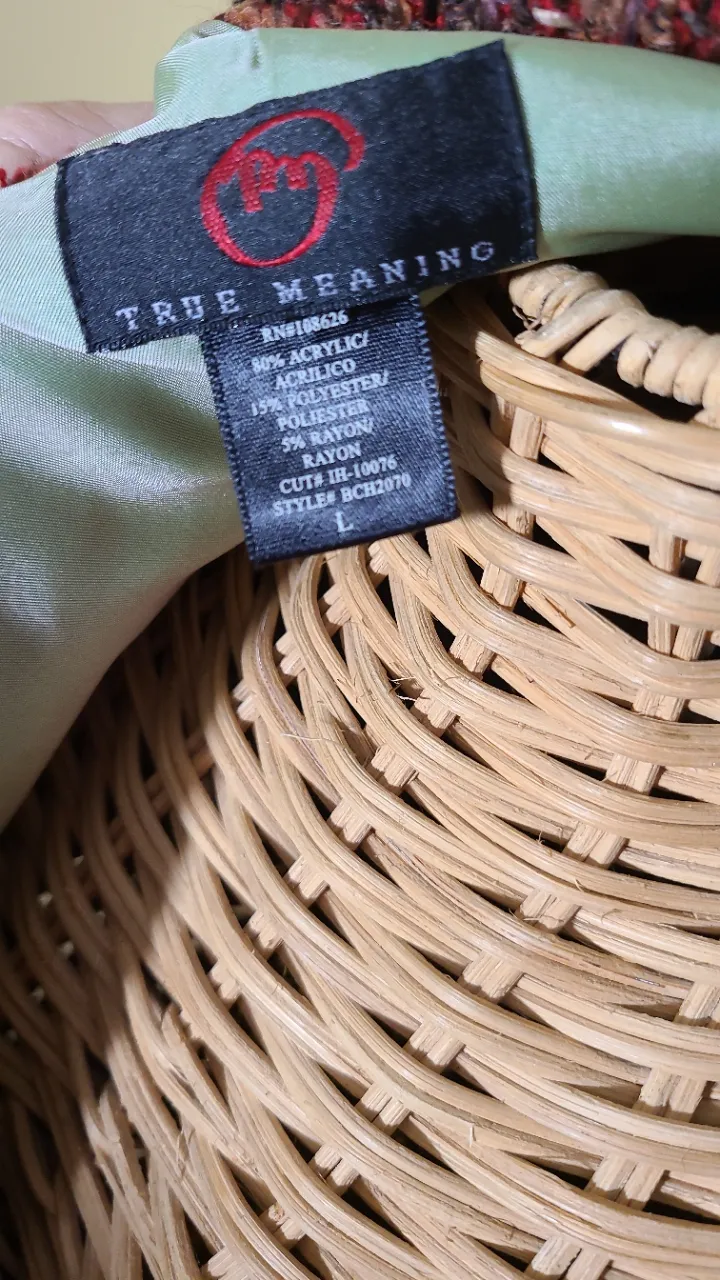 TRUE MEANING
RN#108626
80% ACRYLIC/
ACRILICO
15% POLYESTER/
POLIESTER
5% RAYON/
RAYON
CUT# IH-10076
STYLE# BCH2070
L